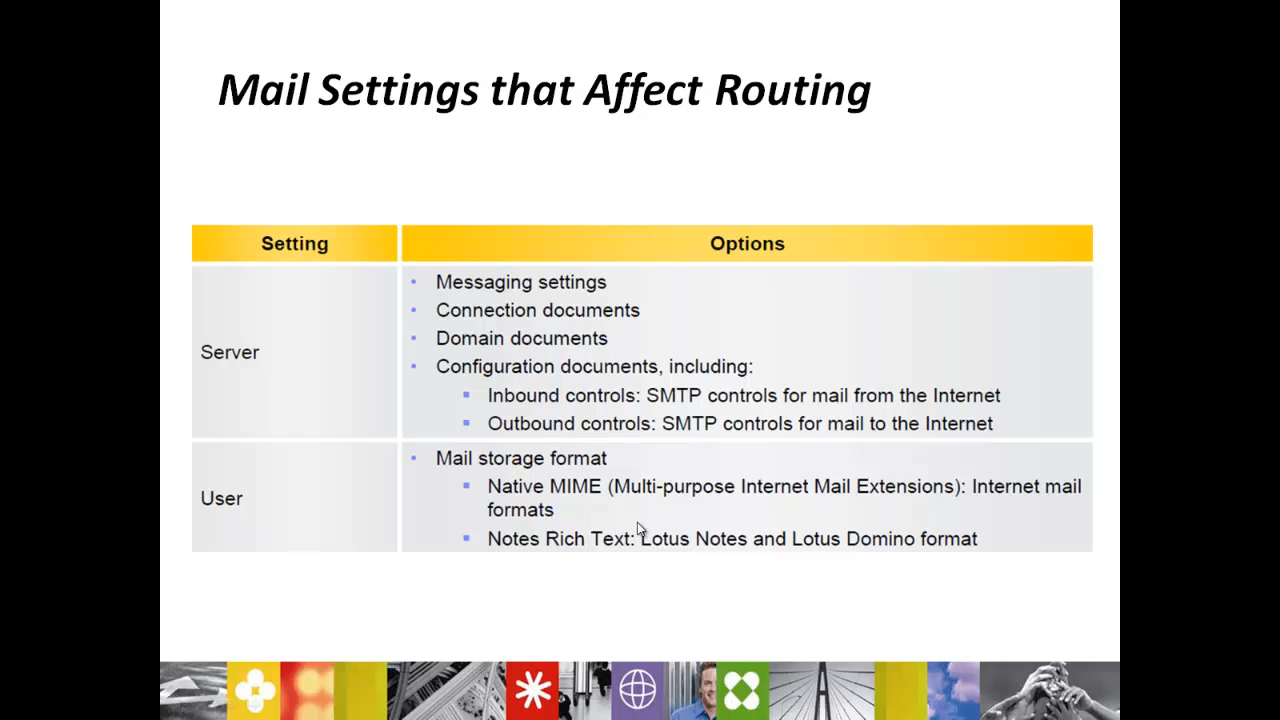 Mail Settings that Affect Routing
Setting
Options
Server
• Messaging settings
• Connection documents
• Domain documents
• Configuration documents, including:
▪ Inbound controls: SMTP controls for mail from the Internet
▪ Outbound controls: SMTP controls for mail to the Internet
User
• Mail storage format
▪ Native MIME (Multi-purpose Internet Mail Extensions): Internet mail
formats
▪ Notes Rich Text: Lotus Notes and Lotus Domino format